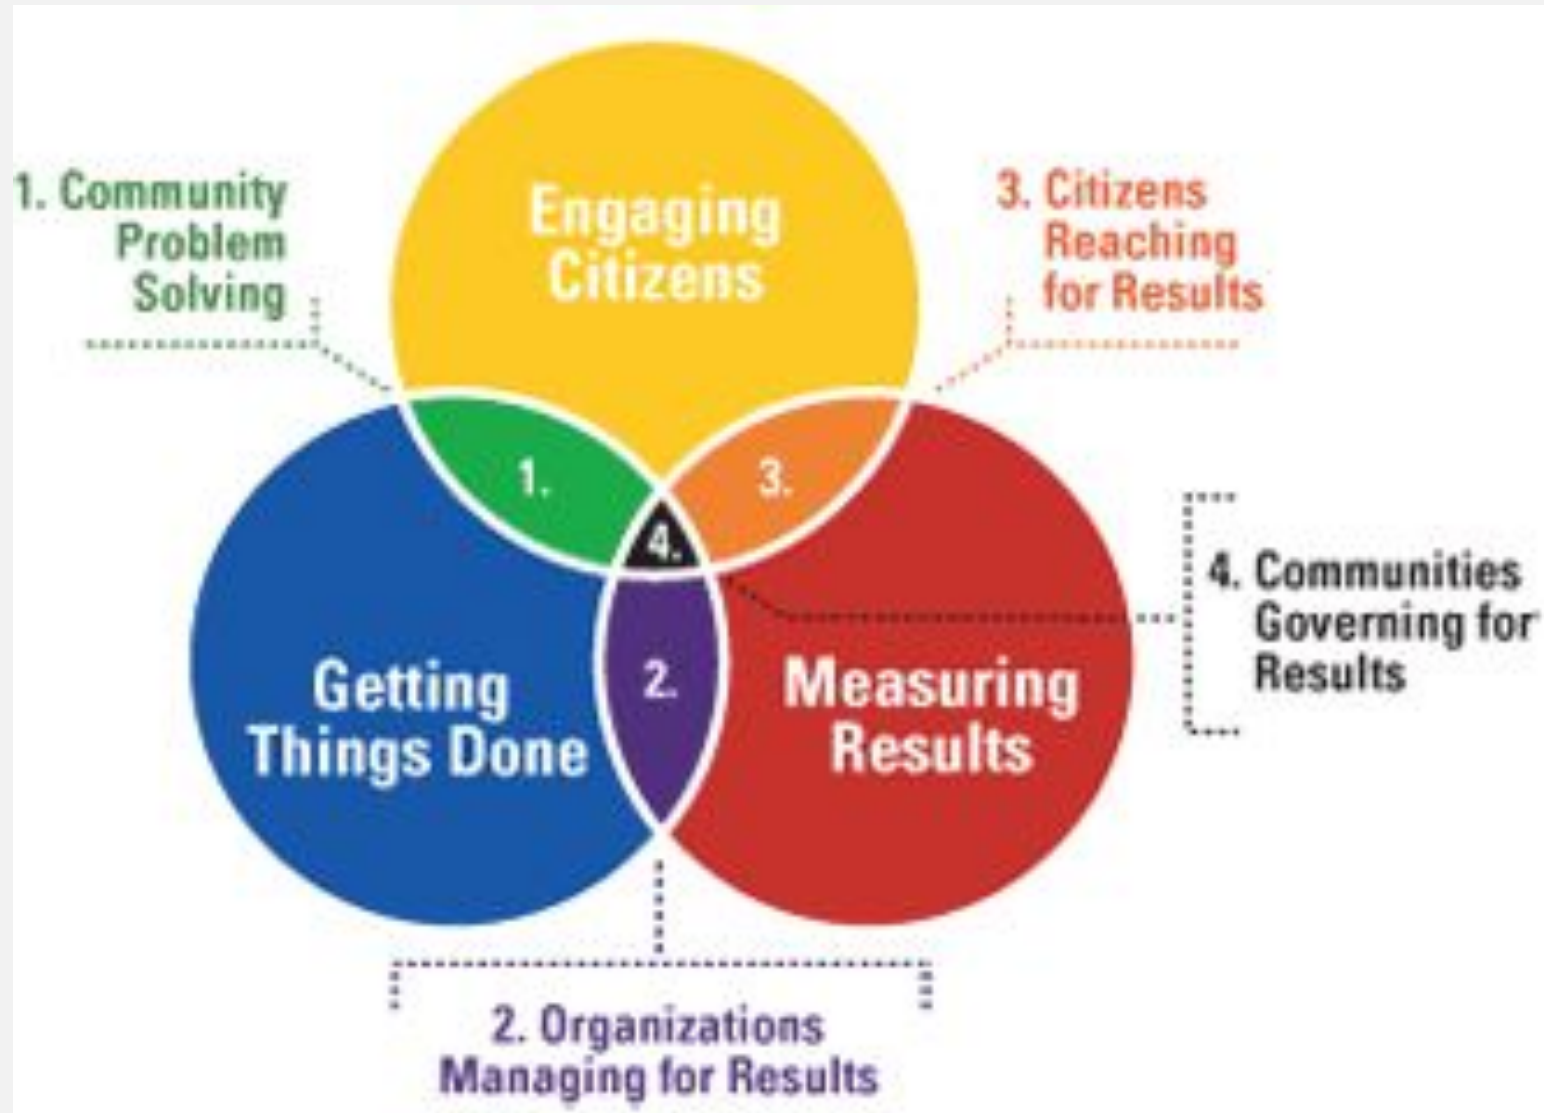 Engaging
Citizens
1. Community
Problem
Solving
3. Citizens
Reaching
for Results
1.
3.
4.
2.
Getting
Things Done
Measuring
Results
4. Communities
Governing for
Results
2. Organizations
Managing for Results